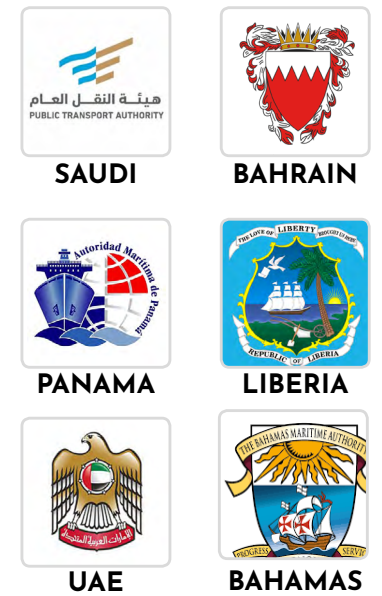 هيئة النقل العام
PUBLIC TRANSPORT AUTHORITY
SAUDI
BAHRAIN
Autoridad Marítima de Panamá
PANAMA
THE LOVE OF LIBERTY BROUGHT US HERE
REPUBLIC OF LIBERIA
LIBERIA
الإمارات العربية المتحدة
UAE
THE BAHAMAS MARITIME AUTHORITY
PROGRESS
SERVICE
BAHAMAS